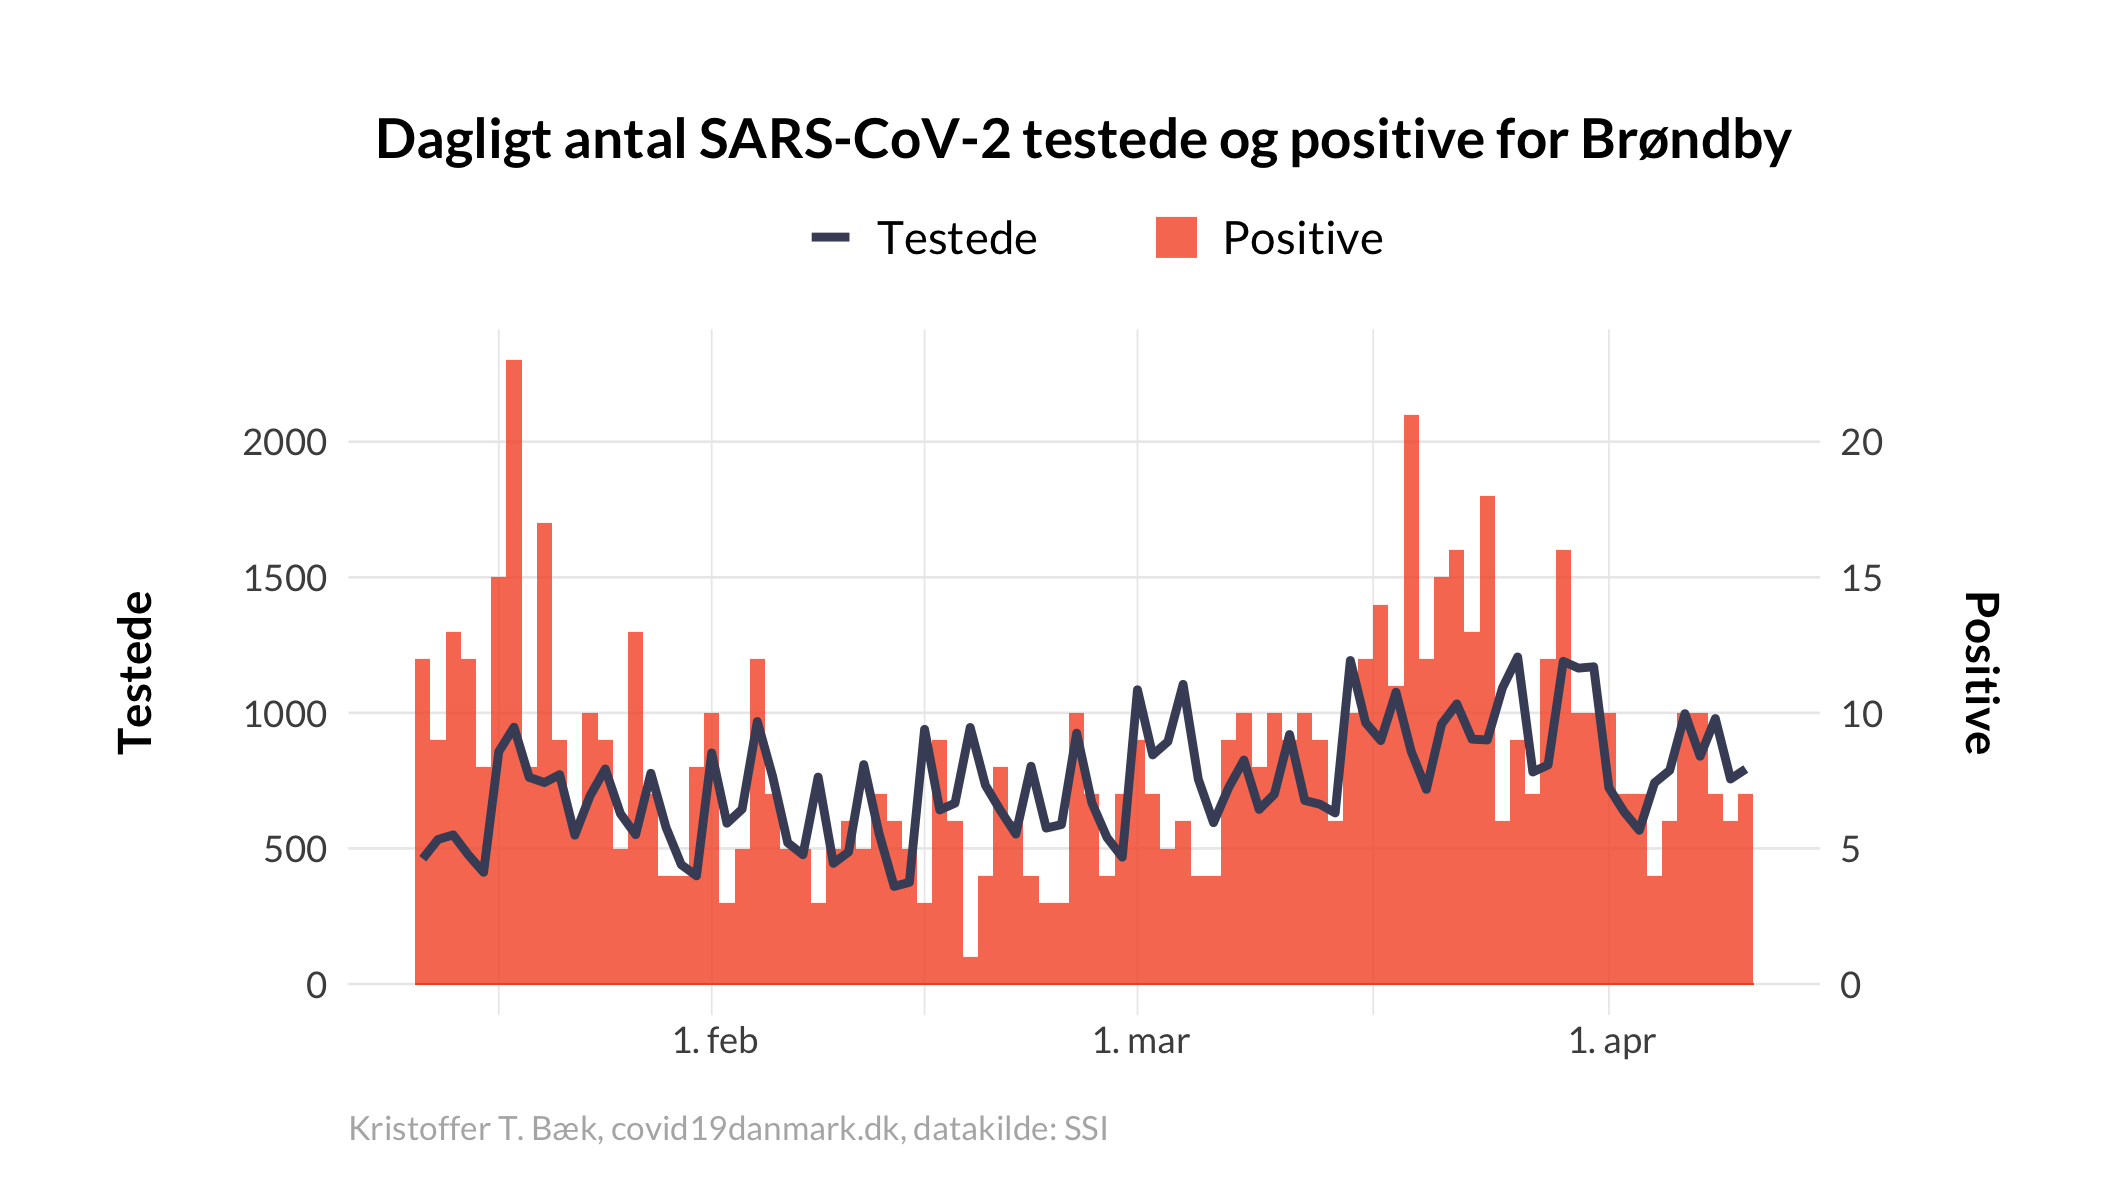 Dagligt antal SARS-CoV-2 testede og positive for Brøndby
Testede
Positive
2000
1500
1000
500
0
Testede
20
15
10
5
0
Positive
1. feb
1. mar
1. apr
Kristoffer T. Bæk, covid19danmark.dk, datakilde: SSI